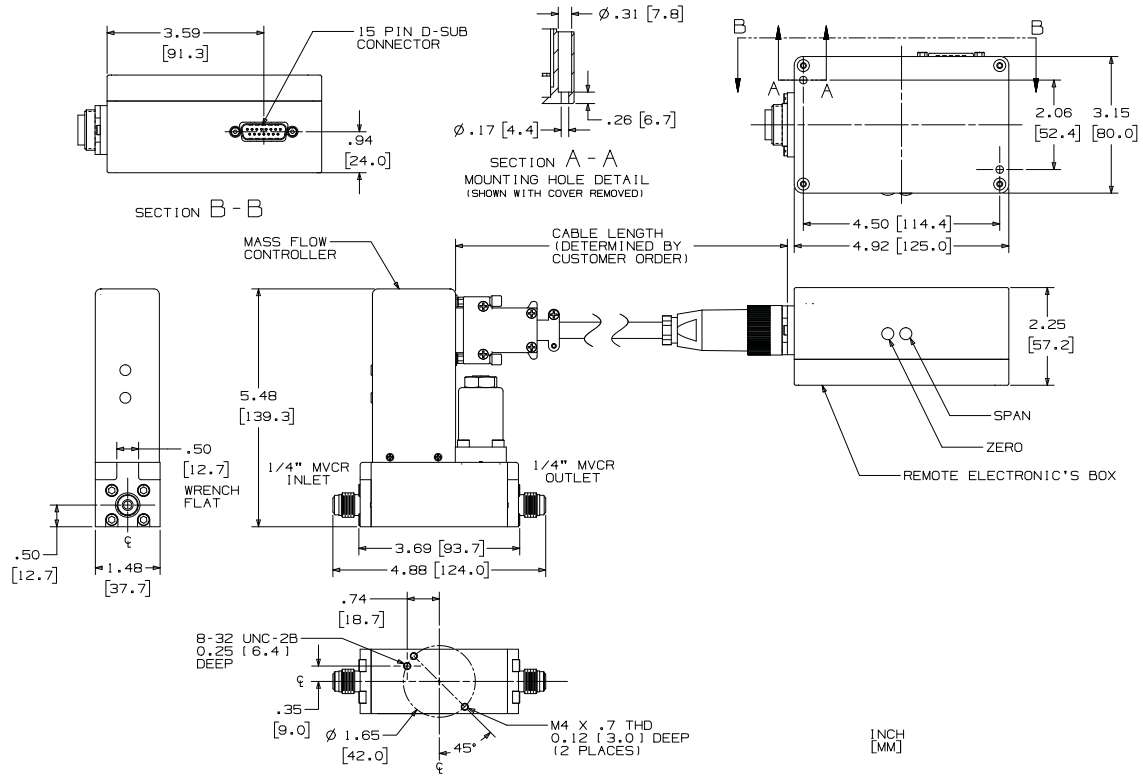 3.59
[91.3]
15 PIN D-SUB
CONNECTOR
.94
[24.0]
SECTION B-B
Ø.31 [7.8]
.26 [6.7]
Ø.17 [4.4]
SECTION A-A
MOUNTING HOLE DETAIL
(SHOWN WITH COVER REMOVED)
B
B
A
A
2.06
[52.4]
3.15
[80.0]
4.50 [114.4]
4.92 [125.0]
MASS FLOW
CONTROLLER
CABLE LENGTH
(DETERMINED BY
CUSTOMER ORDER)
2.25
[57.2]
SPAN
ZERO
REMOTE ELECTRONIC'S BOX
5.48
[139.3]
.50
[12.7]
WRENCH
FLAT
1/4" MVCR
INLET
1/4" MVCR
OUTLET
.50
[12.7]
℄
1.48
[37.7]
3.69 [93.7]
4.88 [124.0]
.74
[18.7]
8-32 UNC-2B
0.25 [6.4]
DEEP
℄
.35
[9.0]
Ø 1.65
[42.0]
45°
℄
M4 X .7 THD
0.12 [3.0] DEEP
(2 PLACES)
INCH
[MM]